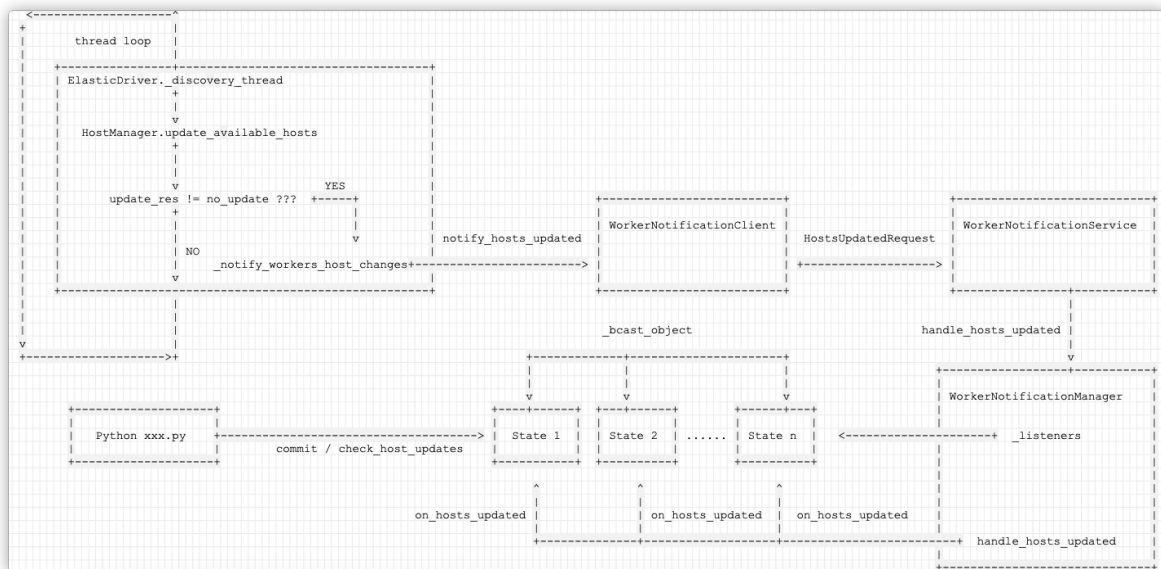 thread loop
ElasticDriver._discovery_thread
HostManager.update_available_hosts
YES
update_res != no_update ???
WorkerNotificationClient
WorkerNotificationService
notify_hosts_updated
HostsUpdatedRequest
NO
_notify_workers_host_changes
_bcast_object
handle_hosts_updated
WorkerNotificationManager
Python xxx.py
State 1
State 2
......
State n
_listeners
commit / check_host_updates
on_hosts_updated
on_hosts_updated
on_hosts_updated
handle_hosts_updated